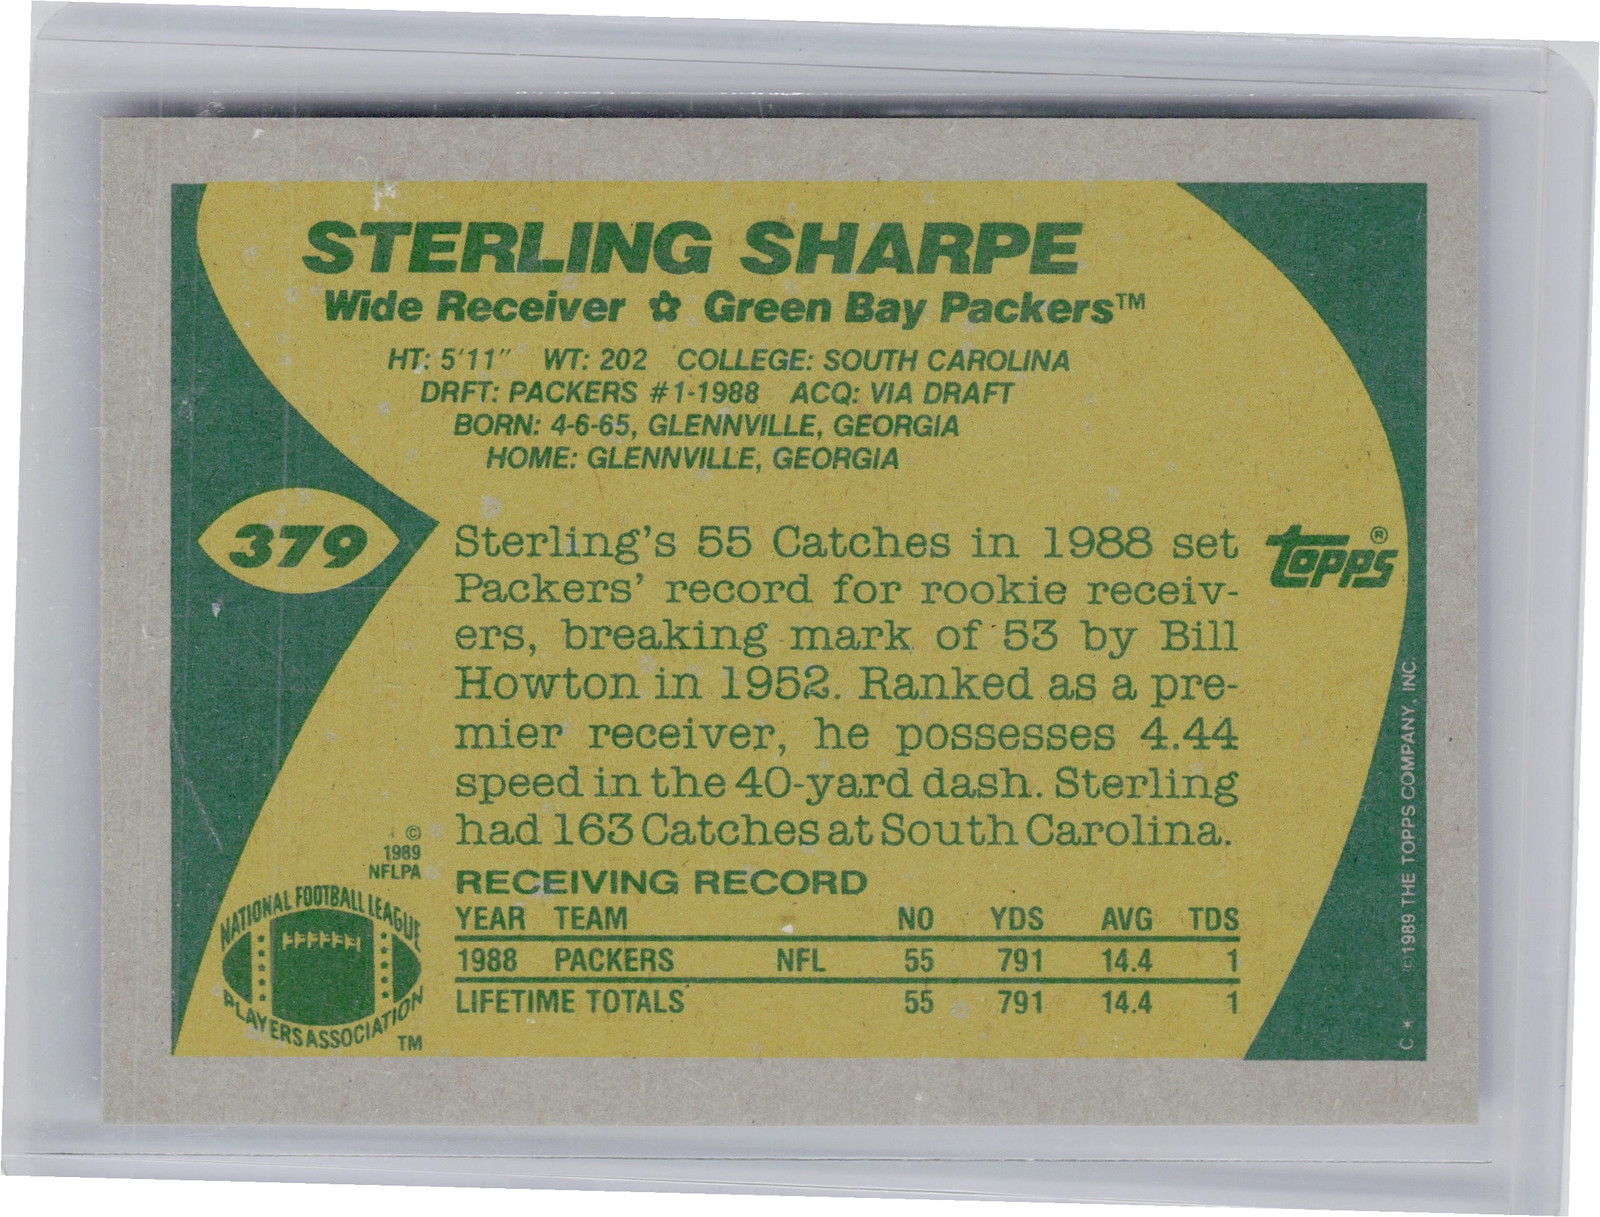 STERLING SHARPE
Wide Receiver ✿ Green Bay Packers™
HT: 5'11" WT: 202 COLLEGE: SOUTH CAROLINA
DRFT: PACKERS #1-1988 ACQ: VIA DRAFT
BORN: 4-6-65, GLENNVILLE, GEORGIA
HOME: GLENNVILLE, GEORGIA
379
Sterling's 55 Catches in 1988 set
Packers' record for rookie receiv-
ers, breaking mark of 53 by Bill
Howton in 1952. Ranked as a pre-
mier receiver, he possesses 4.44
speed in the 40-yard dash. Sterling
had 163 Catches at South Carolina.
topps®
© 
1989
NFLPA
NATIONAL FOOTBALL LEAGUE
PLAYERS ASSOCIATION
TM
RECEIVING RECORD
YEAR TEAM NO YDS AVG TDS
1988 PACKERS NFL 55 791 14.4 1
LIFETIME TOTALS 55 791 14.4 1
C* ©1989 THE TOPPS COMPANY, INC.